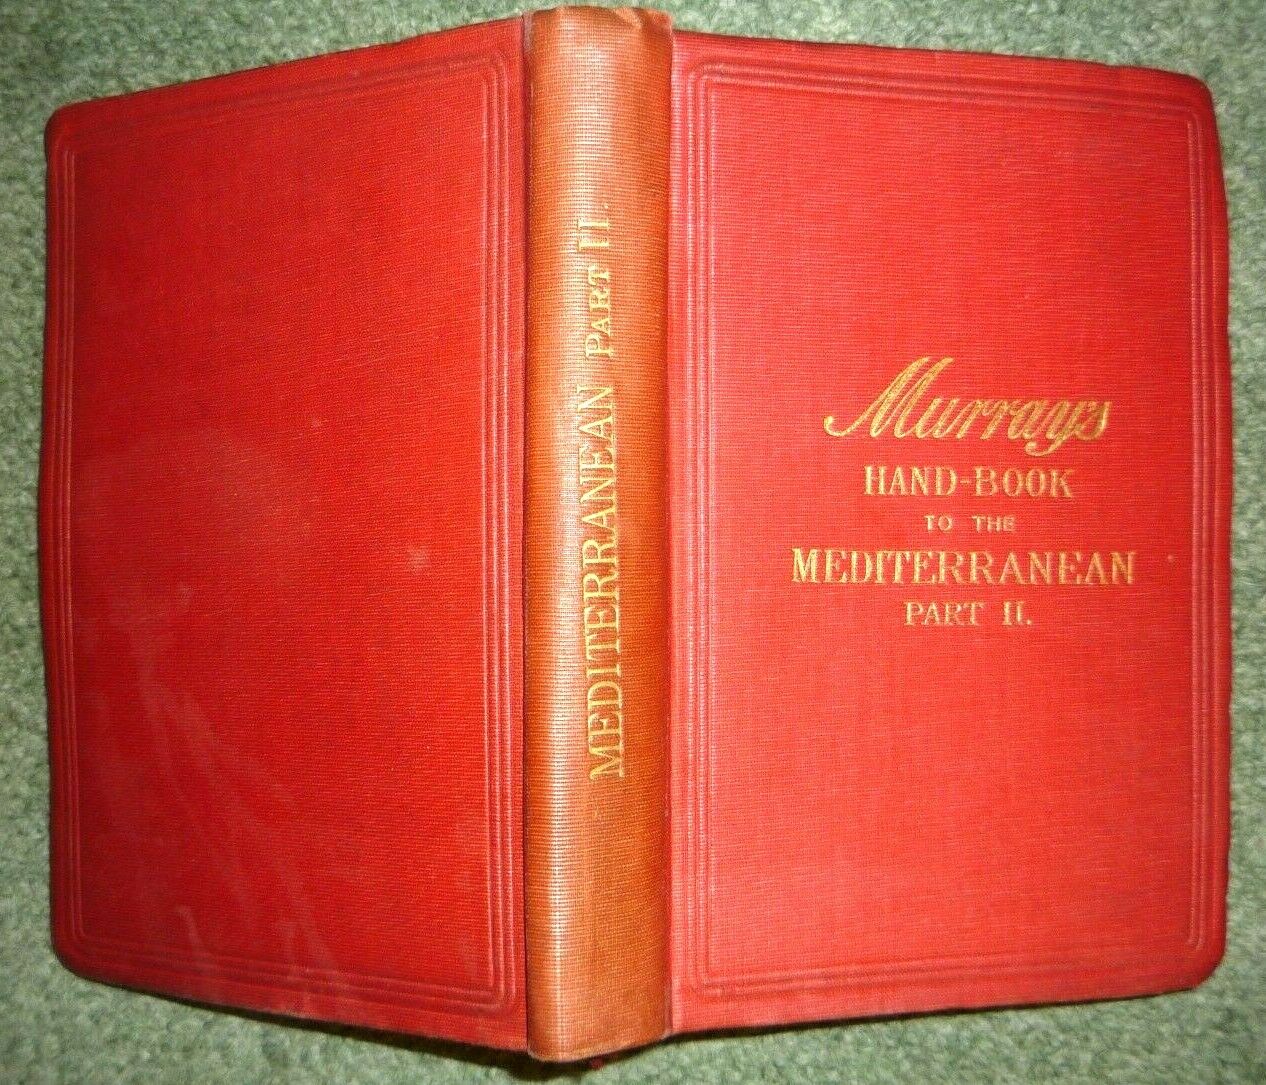 MEDITERRANEAN PART II.
Murray's
HAND-BOOK
TO THE
MEDITERRANEAN
PART II.